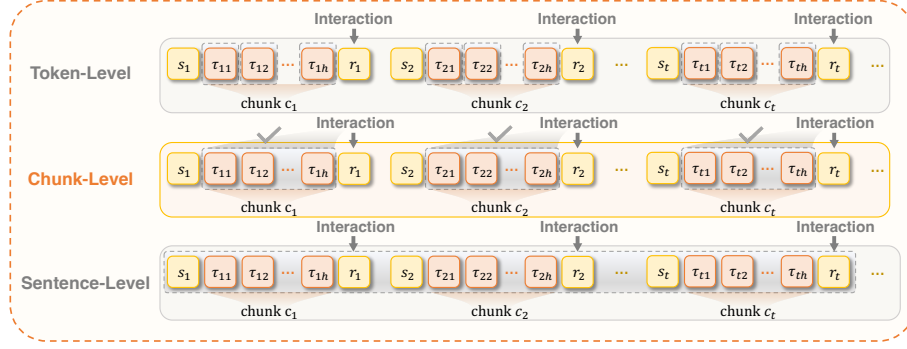 Interaction Interaction Interaction
Token-Level s₁ τ₁₁ τ₁₂ ... τ₁ₕ r₁ s₂ τ₂₁ τ₂₂ ... τ₂ₕ r₂ ... sₜ τₜ₁ τₜ₂ ... τₜₕ rₜ ...
chunk c₁ chunk c₂ chunk cₜ
Interaction Interaction Interaction
Chunk-Level s₁ τ₁₁ τ₁₂ ... τ₁ₕ r₁ s₂ τ₂₁ τ₂₂ ... τ₂ₕ r₂ ... sₜ τₜ₁ τₜ₂ ... τₜₕ rₜ ...
chunk c₁ chunk c₂ chunk cₜ
Interaction Interaction Interaction
Sentence-Level s₁ τ₁₁ τ₁₂ ... τ₁ₕ r₁ s₂ τ₂₁ τ₂₂ ... τ₂ₕ r₂ ... sₜ τₜ₁ τₜ₂ ... τₜₕ rₜ ...
chunk c₁ chunk c₂ chunk cₜ